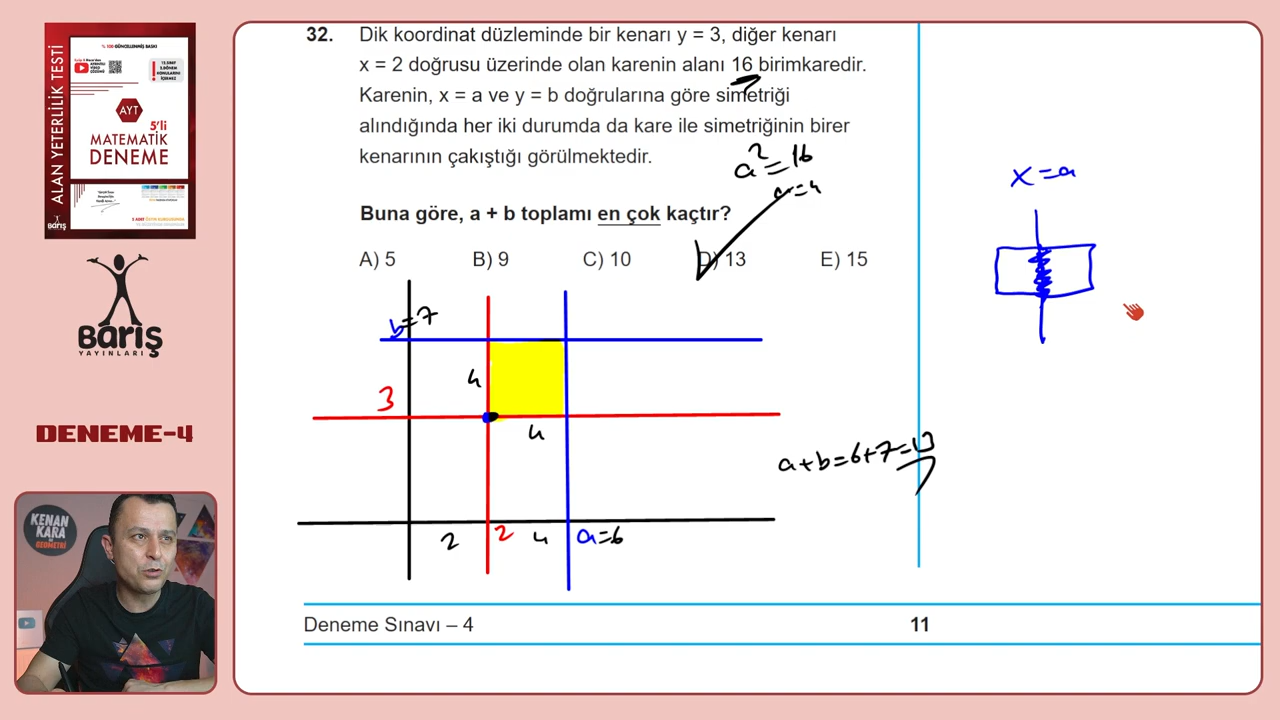 ALAN YETERLİLİK TESTİ
AYT
5'li
MATEMATİK
DENEME
BARIŞ
YAYINLARI
DENEME-4
KENAN
KARA
GEOMETRİ
32. Dik koordinat düzleminde bir kenarı y = 3, diğer kenarı
x = 2 doğrusu üzerinde olan karenin alanı 16 birimkaredir.
Karenin, x = a ve y = b doğrularına göre simetriği
alındığında her iki durumda da kare ile simetriğinin birer
kenarının çakıştığı görülmektedir.
a²=16
a=4
Buna göre, a + b toplamı en çok kaçtır?
A) 5 B) 9 C) 10 D) 13 E) 15
x=a
b=7
4
3
4
a+b=6+7=13
2 2 4 a=6
Deneme Sınavı – 4 11